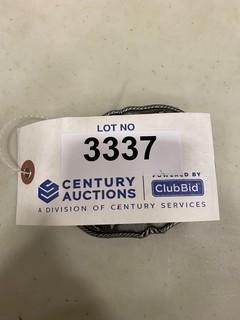 LOT NO
3337
POWERED BY
CENTURY AUCTIONS
ClubBid
A DIVISION OF CENTURY SERVICES